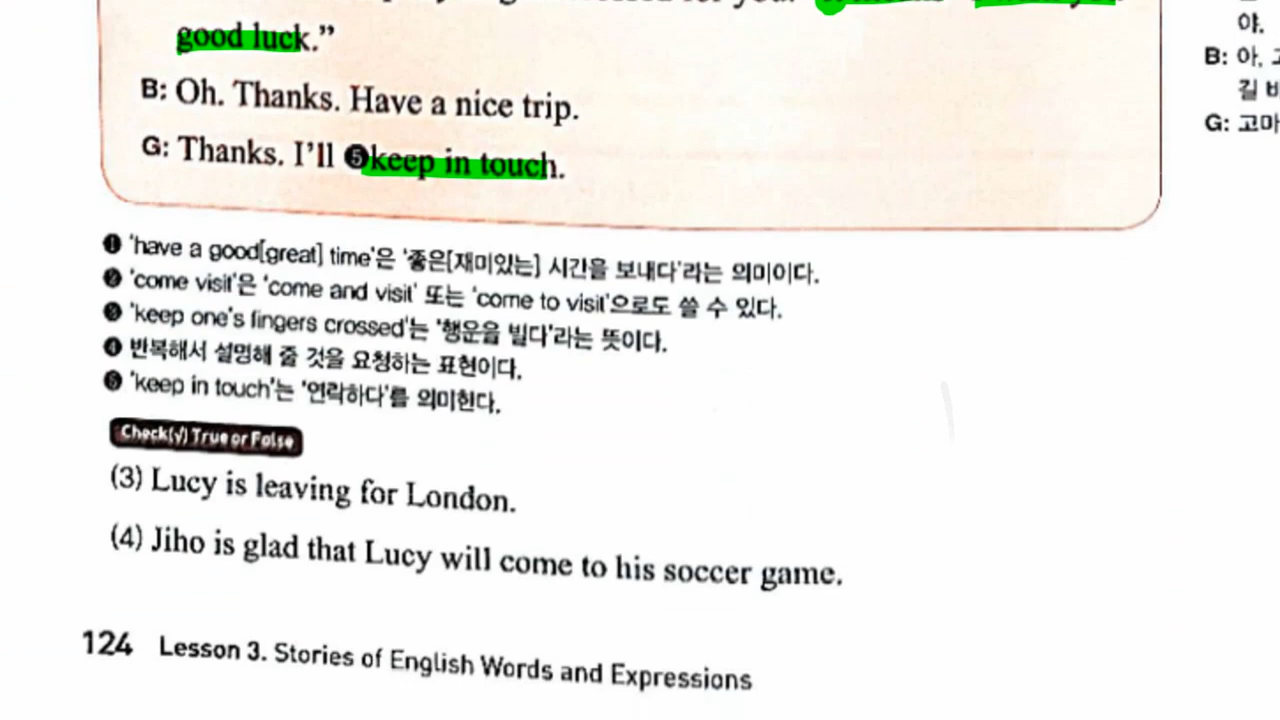 for you.
good luck.”
B: Oh. Thanks. Have a nice trip.
G: Thanks. I’ll ❺keep in touch.
❶ 'have a good[great] time'은 '좋은[재미있는] 시간을 보내다'라는 의미이다.
❷ 'come visit'은 'come and visit' 또는 'come to visit'으로도 쓸 수 있다.
❸ 'keep one's fingers crossed'는 '행운을 빌다'라는 뜻이다.
❹ 반복해서 설명해 줄 것을 요청하는 표현이다.
❺ 'keep in touch'는 '연락하다'를 의미한다.
Check(√) True or False
(3) Lucy is leaving for London.
(4) Jiho is glad that Lucy will come to his soccer game.
124 Lesson 3. Stories of English Words and Expressions
야.
B: 아,
길
G: 고마